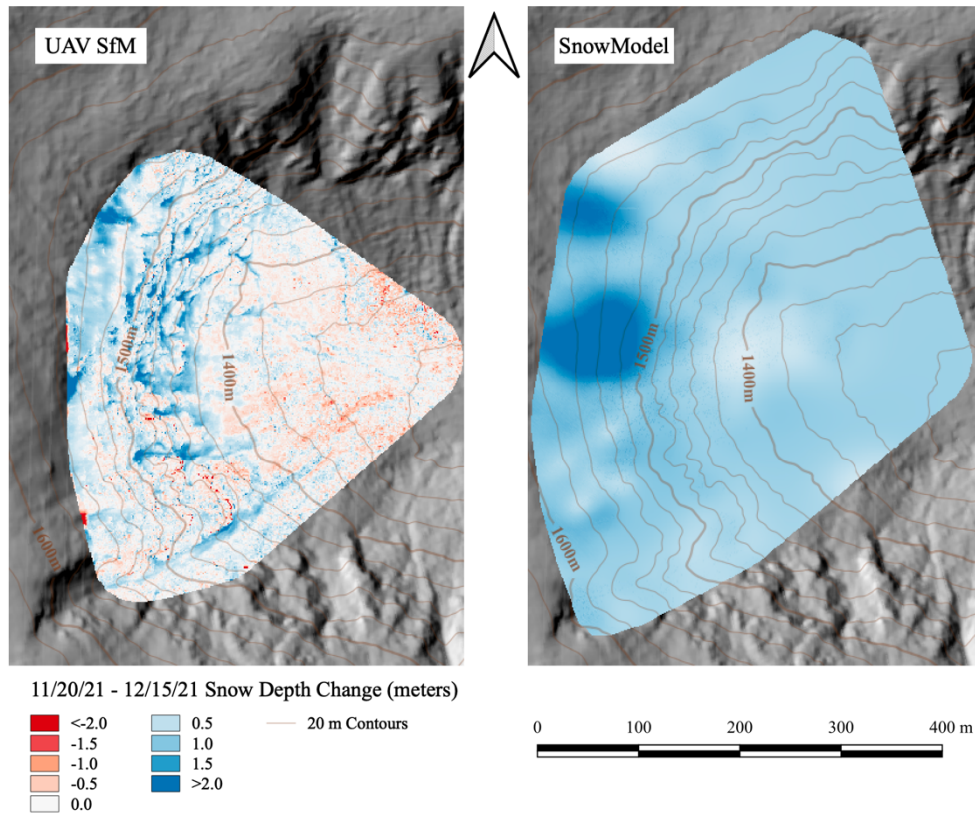 UAV SfM
SnowModel
1500m
1400m
1600m
1500m
1400m
1600m
11/20/21 - 12/15/21 Snow Depth Change (meters)
<-2.0
-1.5
-1.0
-0.5
0.0
0.5
1.0
1.5
>2.0
20 m Contours
0 100 200 300 400 m